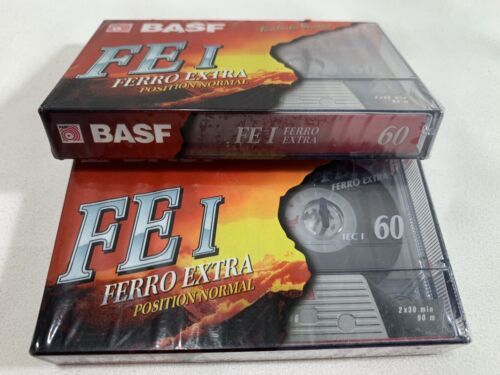 BASF
FE I
FERRO EXTRA
POSITION NORMAL
60
BASF
FE I
FERRO
EXTRA
60
FE I
FERRO EXTRA
POSITION NORMAL
FERRO EXTRA I
IEC I
60
2x30 min
90 m